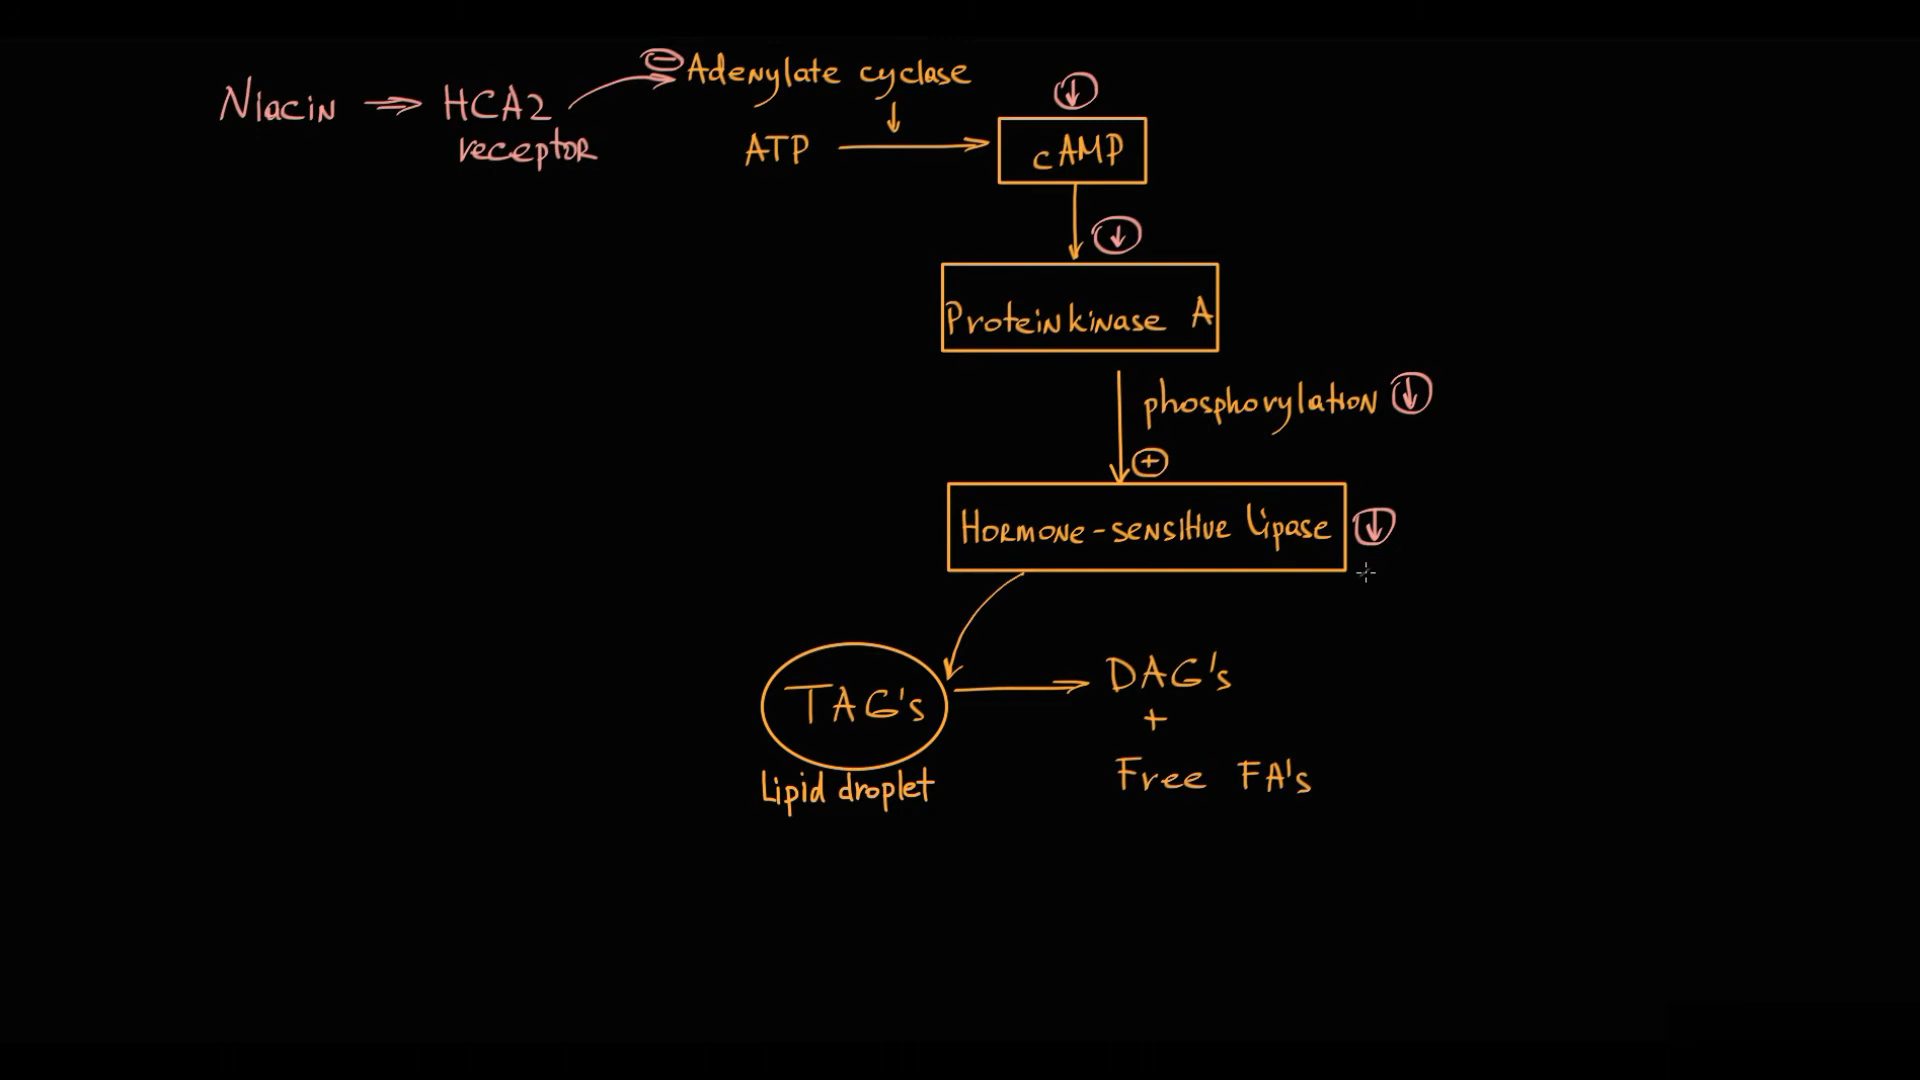 Niacin ⇒ HCA2 receptor
⊖ Adenylate cyclase
ATP → cAMP ↓
↓
Protein kinase A
phosphorylation ↓
+
Hormone-sensitive lipase ↓
TAG's → DAG's
+
Lipid droplet
Free FA's